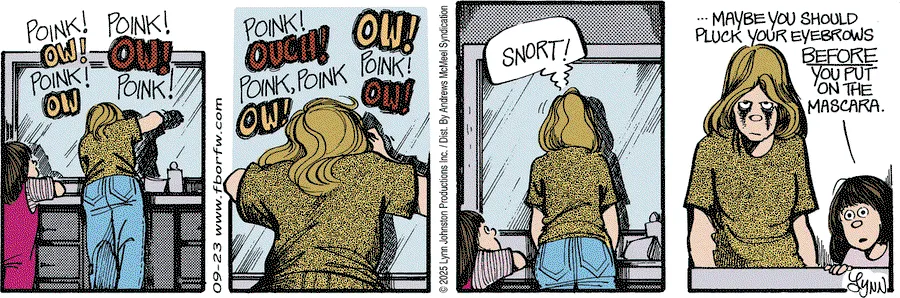 POINK!
OW!
POINK!
OW!
POINK!
OW
POINK!
www.fborfw.com
09-23
POINK!
OUCH!
OW!
POINK, POINK
OW!
POINK!
OW!
© 2025 Lynn Johnston Productions Inc. / Dist. By Andrews McMeel Syndication
SNORT!
... MAYBE YOU SHOULD
PLUCK YOUR EYEBROWS
BEFORE
YOU PUT
ON THE
MASCARA.
LYNN